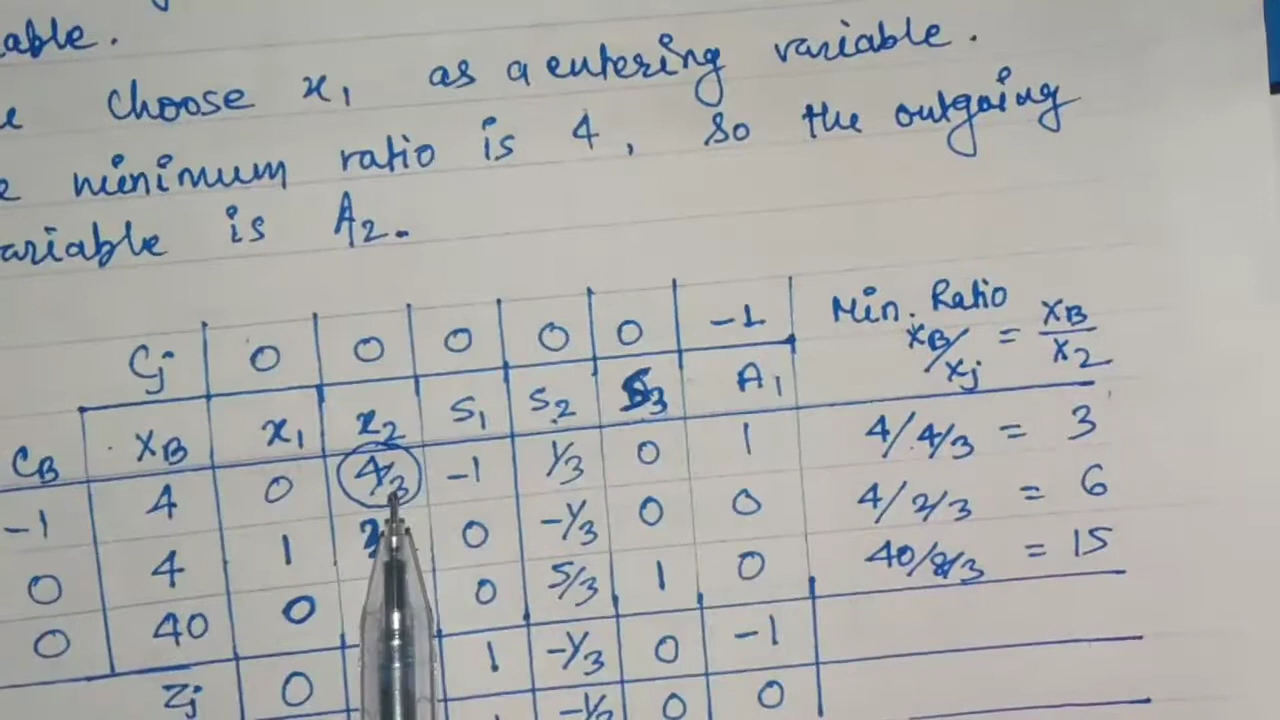 able.
e choose x1 as a entering variable.
e minimum ratio is 4, so the outgoing
ariable is A2.
Cj 0 0 0 0 0 -1 Min. Ratio
CB XB x1 x2 S1 S2 S3 A1 XB/Xj = XB/X2
-1 4 0 4/3 -1 1/3 0 1 4/4/3 = 3
0 4 1 0 -1/3 0 0 4/2/3 = 6
0 40 0 0 5/3 1 0 40/8/3 = 15
Zj 0 1 -1/3 0 -1
0 0